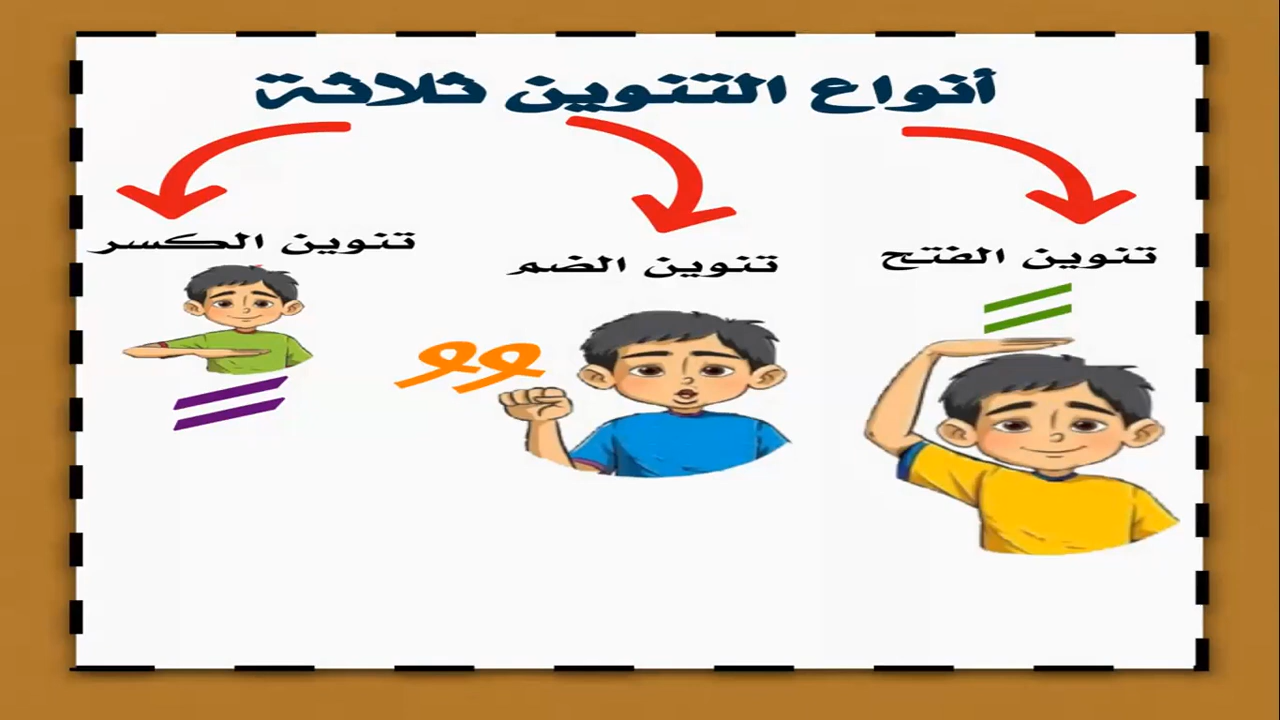 أنواع التنوين ثلاثة
تنوين الفتح
تنوين الضم
تنوين الكسر